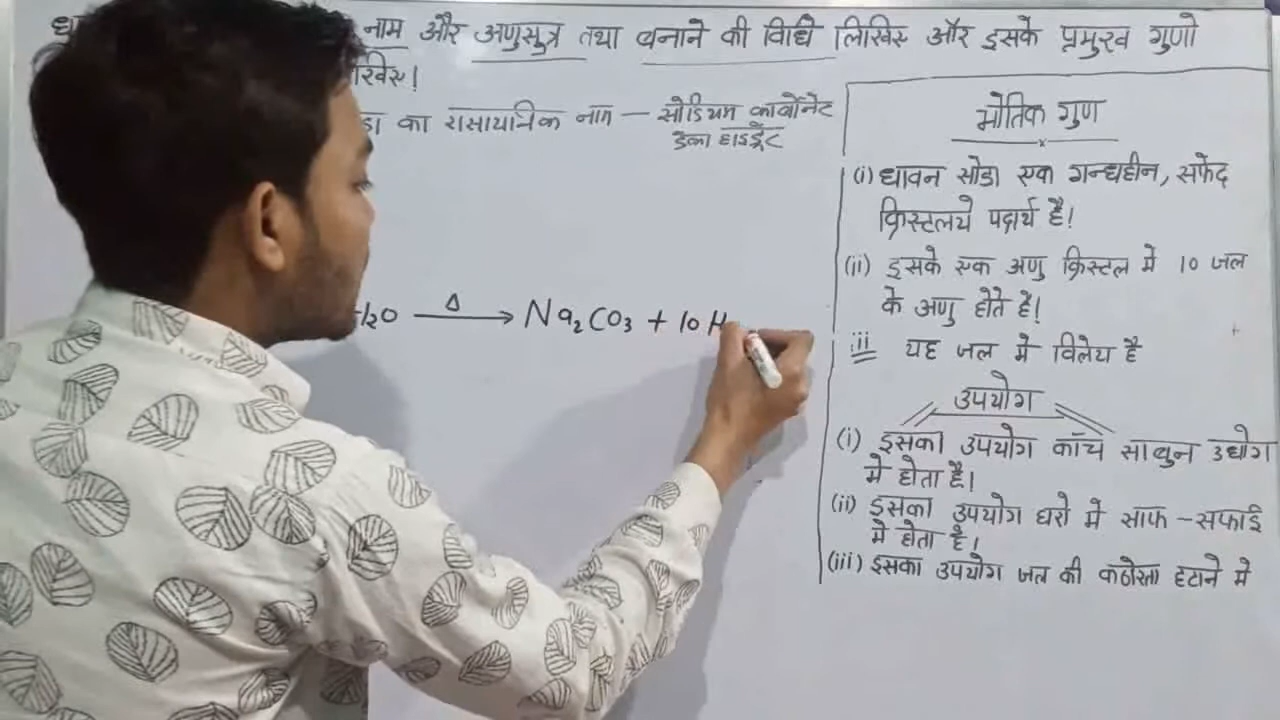 नाम और अणुसुत्र तथा बनाने की विधि लिखिए और इसके प्रमुख गुणो
खिए!
का रासायनिक नाम — सोडियम कार्बोनेट
डेका हाइड्रेट
H2O —Δ→ Na2CO3 + 10 H
भौतिक गुण
(i) धावन सोडा एक गन्धहीन, सफेद
क्रिस्टलये पदार्थ है!
(ii) इसके एक अणु क्रिस्टल मे 10 जल
के अणु होते है!
iii यह जल मे विलेय है
उपयोग
(i) इसका उपयोग काँच साबुन उधोग
मे होता है!
(ii) इसका उपयोग घरो मे साफ-सफाई
मे होता है!
(iii) इसका उपयोग जल की कठोरता हटाने मे